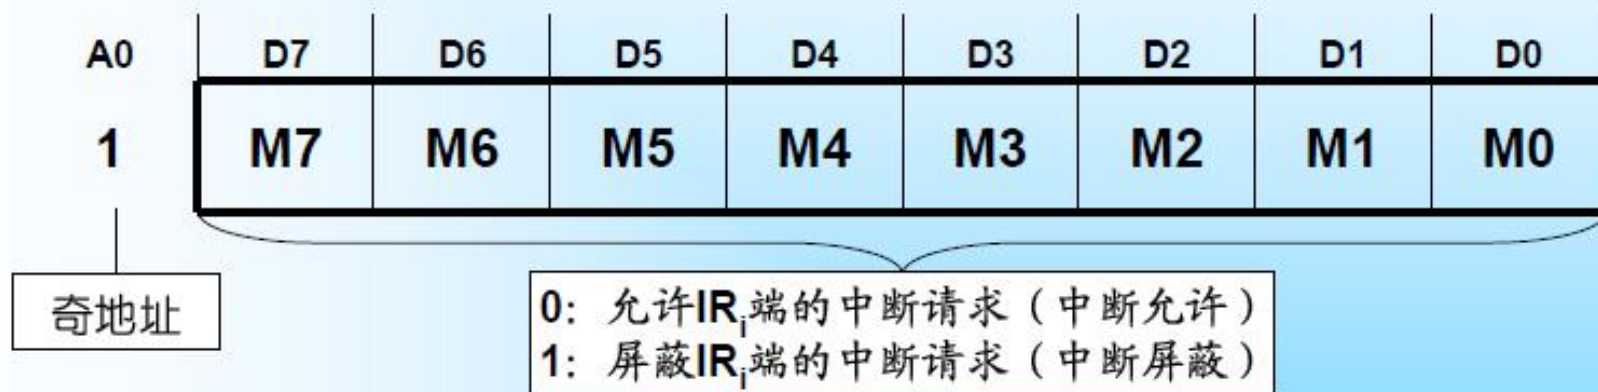 A0 D7 D6 D5 D4 D3 D2 D1 D0
1 M7 M6 M5 M4 M3 M2 M1 M0
奇地址
0：允许IRi端的中断请求（中断允许）
1：屏蔽IRi端的中断请求（中断屏蔽）